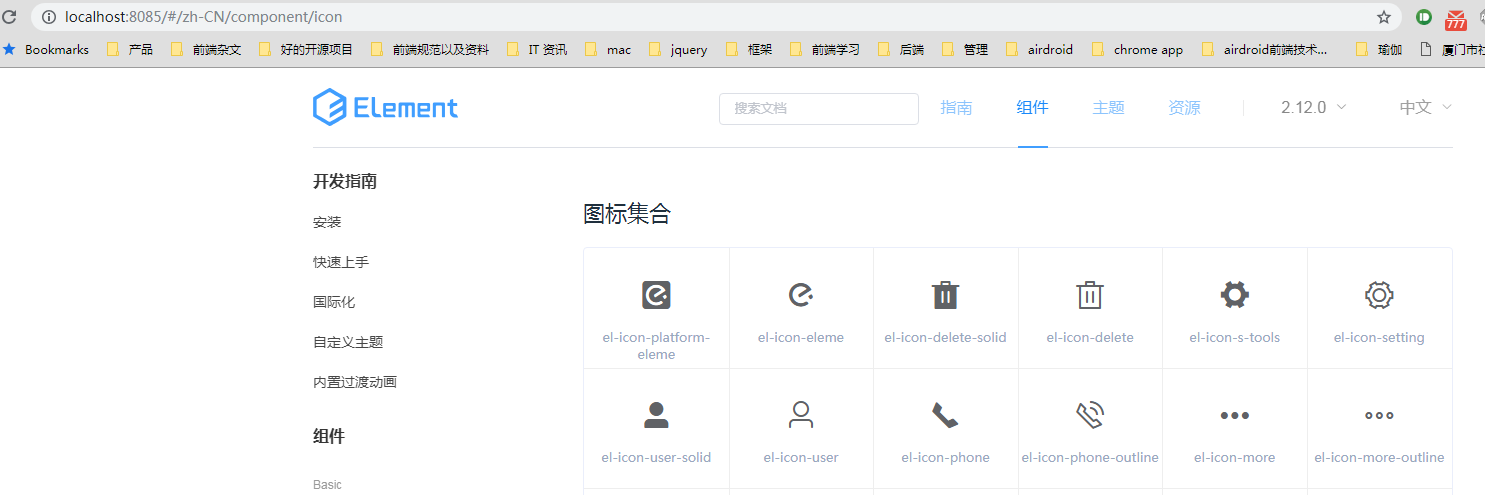 localhost:8085/#/zh-CN/component/icon
777
Bookmarks 产品 前端杂文 好的开源项目 前端规范以及资料 IT 资讯 mac jquery 框架 前端学习 后端 管理 airdroid chrome app airdroid前端技术... 瑜伽 厦门市社
Element 搜索文档 指南 组件 主题 资源 2.12.0 中文
开发指南
安装
快速上手
国际化
自定义主题
内置过渡动画
组件
Basic
图标集合
el-icon-platform-
eleme
el-icon-eleme
el-icon-delete-solid
el-icon-delete
el-icon-s-tools
el-icon-setting
el-icon-user-solid
el-icon-user
el-icon-phone
el-icon-phone-outline
el-icon-more
el-icon-more-outline